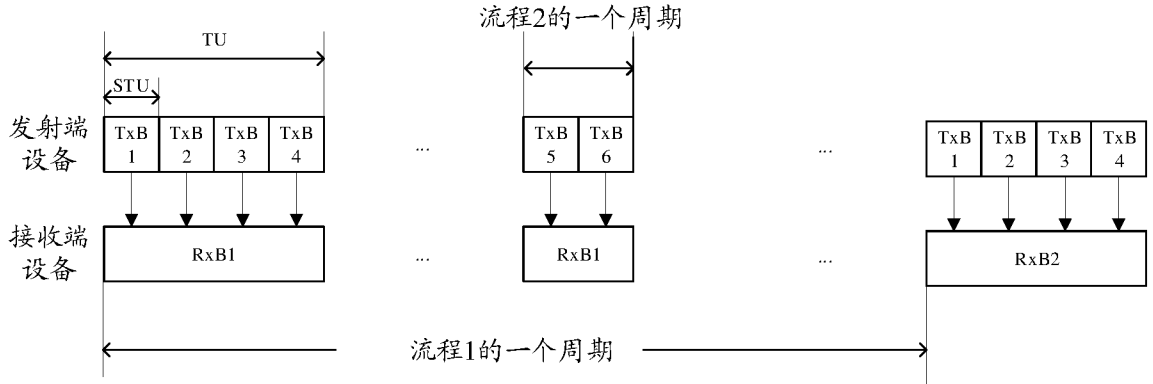 流程2的一个周期
TU
STU
发射端
设备
TxB
1
TxB
2
TxB
3
TxB
4
...
TxB
5
TxB
6
...
TxB
1
TxB
2
TxB
3
TxB
4
接收端
设备
RxB1
...
RxB1
...
RxB2
流程1的一个周期